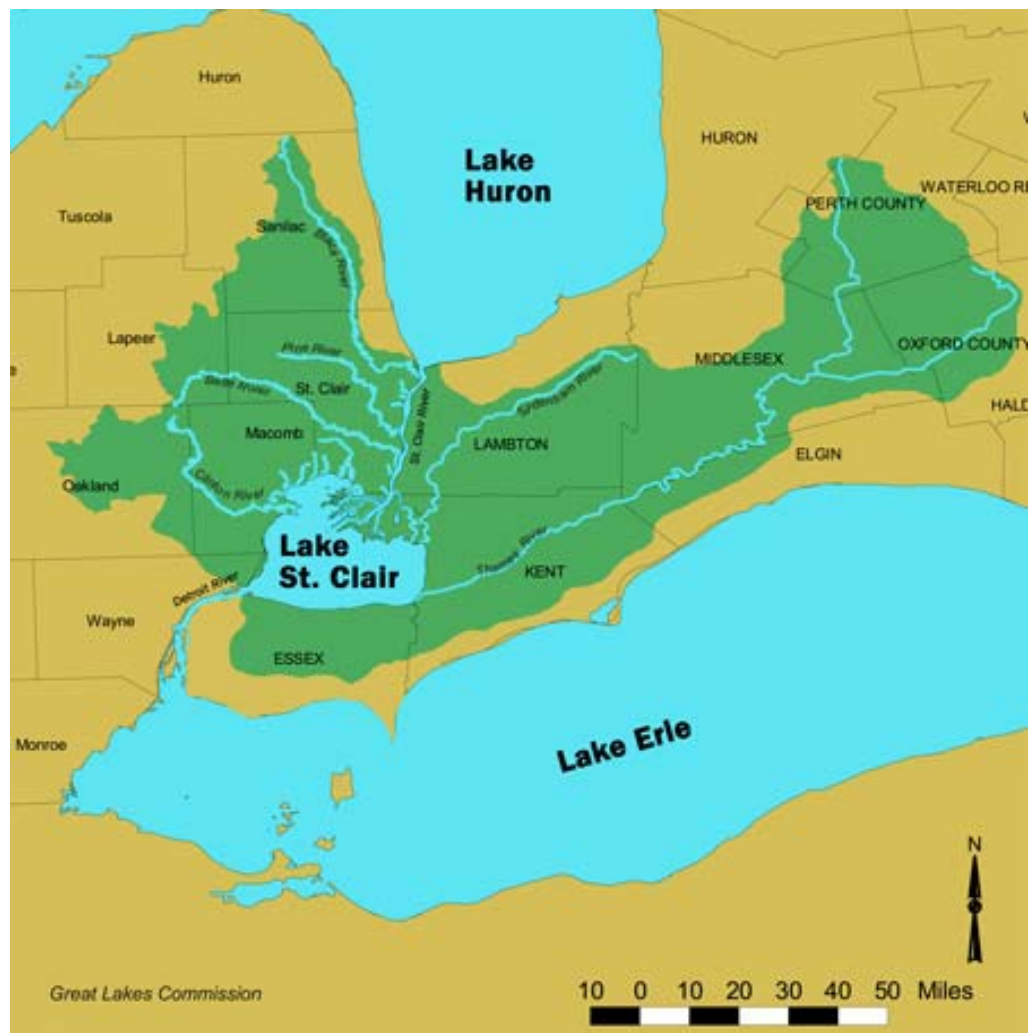 Huron
Lake
Huron
HURON
WATERLOO RE
PERTH COUNTY
Tuscola
Sanilac
Black River
Lapeer
Pine River
OXFORD COUNTY
MIDDLESEX
Belle River
St. Clair
Sydenham River
St. Clair River
HALD
Macomb
LAMBTON
ELGIN
Oakland
Clinton River
Lake
St. Clair
Thames River
KENT
Detroit River
Wayne
ESSEX
Monroe
Lake Erie
N
Great Lakes Commission
10 0 10 20 30 40 50 Miles